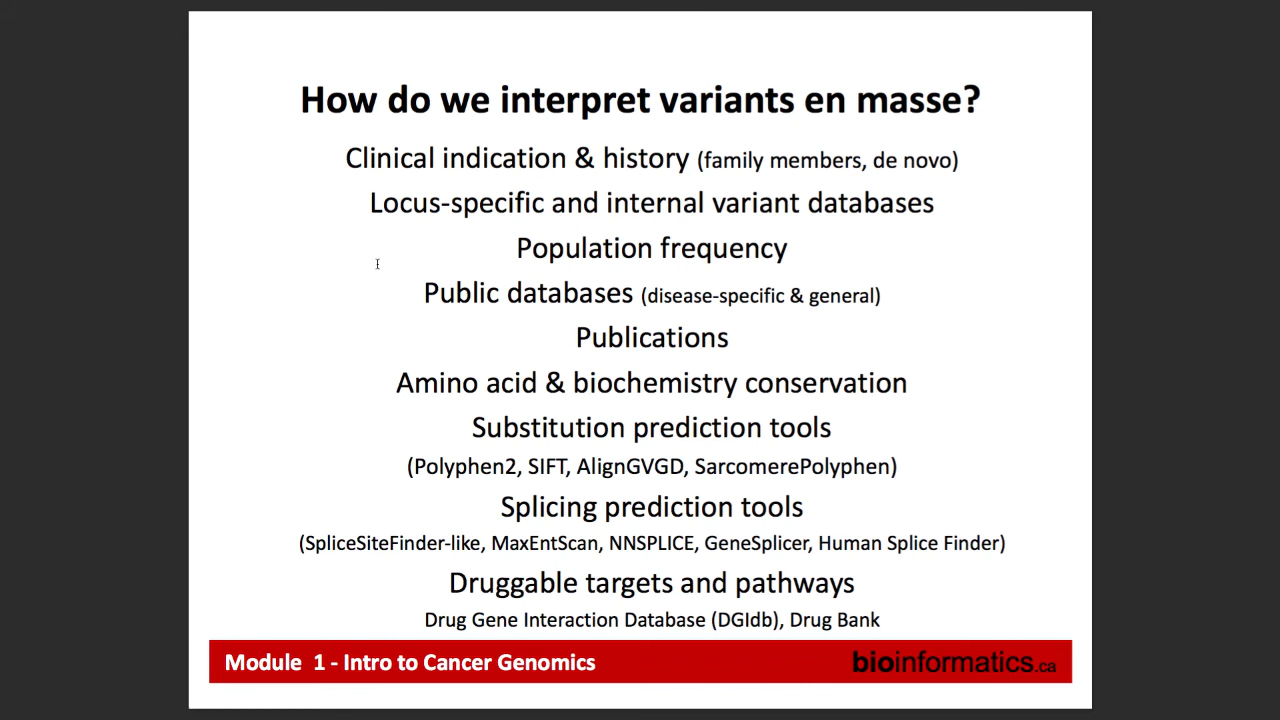 How do we interpret variants en masse?
Clinical indication & history (family members, de novo)
Locus-specific and internal variant databases
Population frequency
Public databases (disease-specific & general)
Publications
Amino acid & biochemistry conservation
Substitution prediction tools
(Polyphen2, SIFT, AlignGVGD, SarcomerePolyphen)
Splicing prediction tools
(SpliceSiteFinder-like, MaxEntScan, NNSPLICE, GeneSplicer, Human Splice Finder)
Druggable targets and pathways
Drug Gene Interaction Database (DGIdb), Drug Bank
Module 1 - Intro to Cancer Genomics
bioinformatics.ca